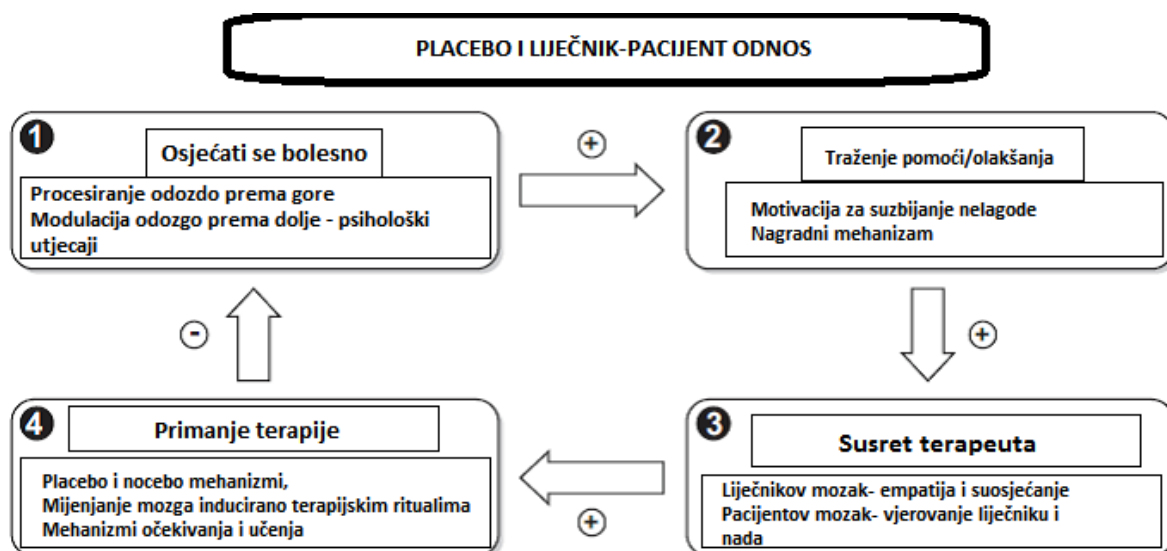 PLACEBO I LIJEČNIK-PACIJENT ODNOS
1
Osjećati se bolesno
Procesiranje odozdo prema gore
Modulacija odozgo prema dolje - psihološki
utjecaji
+
2
Traženje pomoći/olakšanja
Motivacija za suzbijanje nelagode
Nagradni mehanizam
+
3
Susret terapeuta
Liječnikov mozak- empatija i suosjećanje
Pacijentov mozak- vjerovanje liječniku i
nada
+
4
Primanje terapije
Placebo i nocebo mehanizmi,
Mijenjanje mozga inducirano terapijskim ritualima
Mehanizmi očekivanja i učenja
-